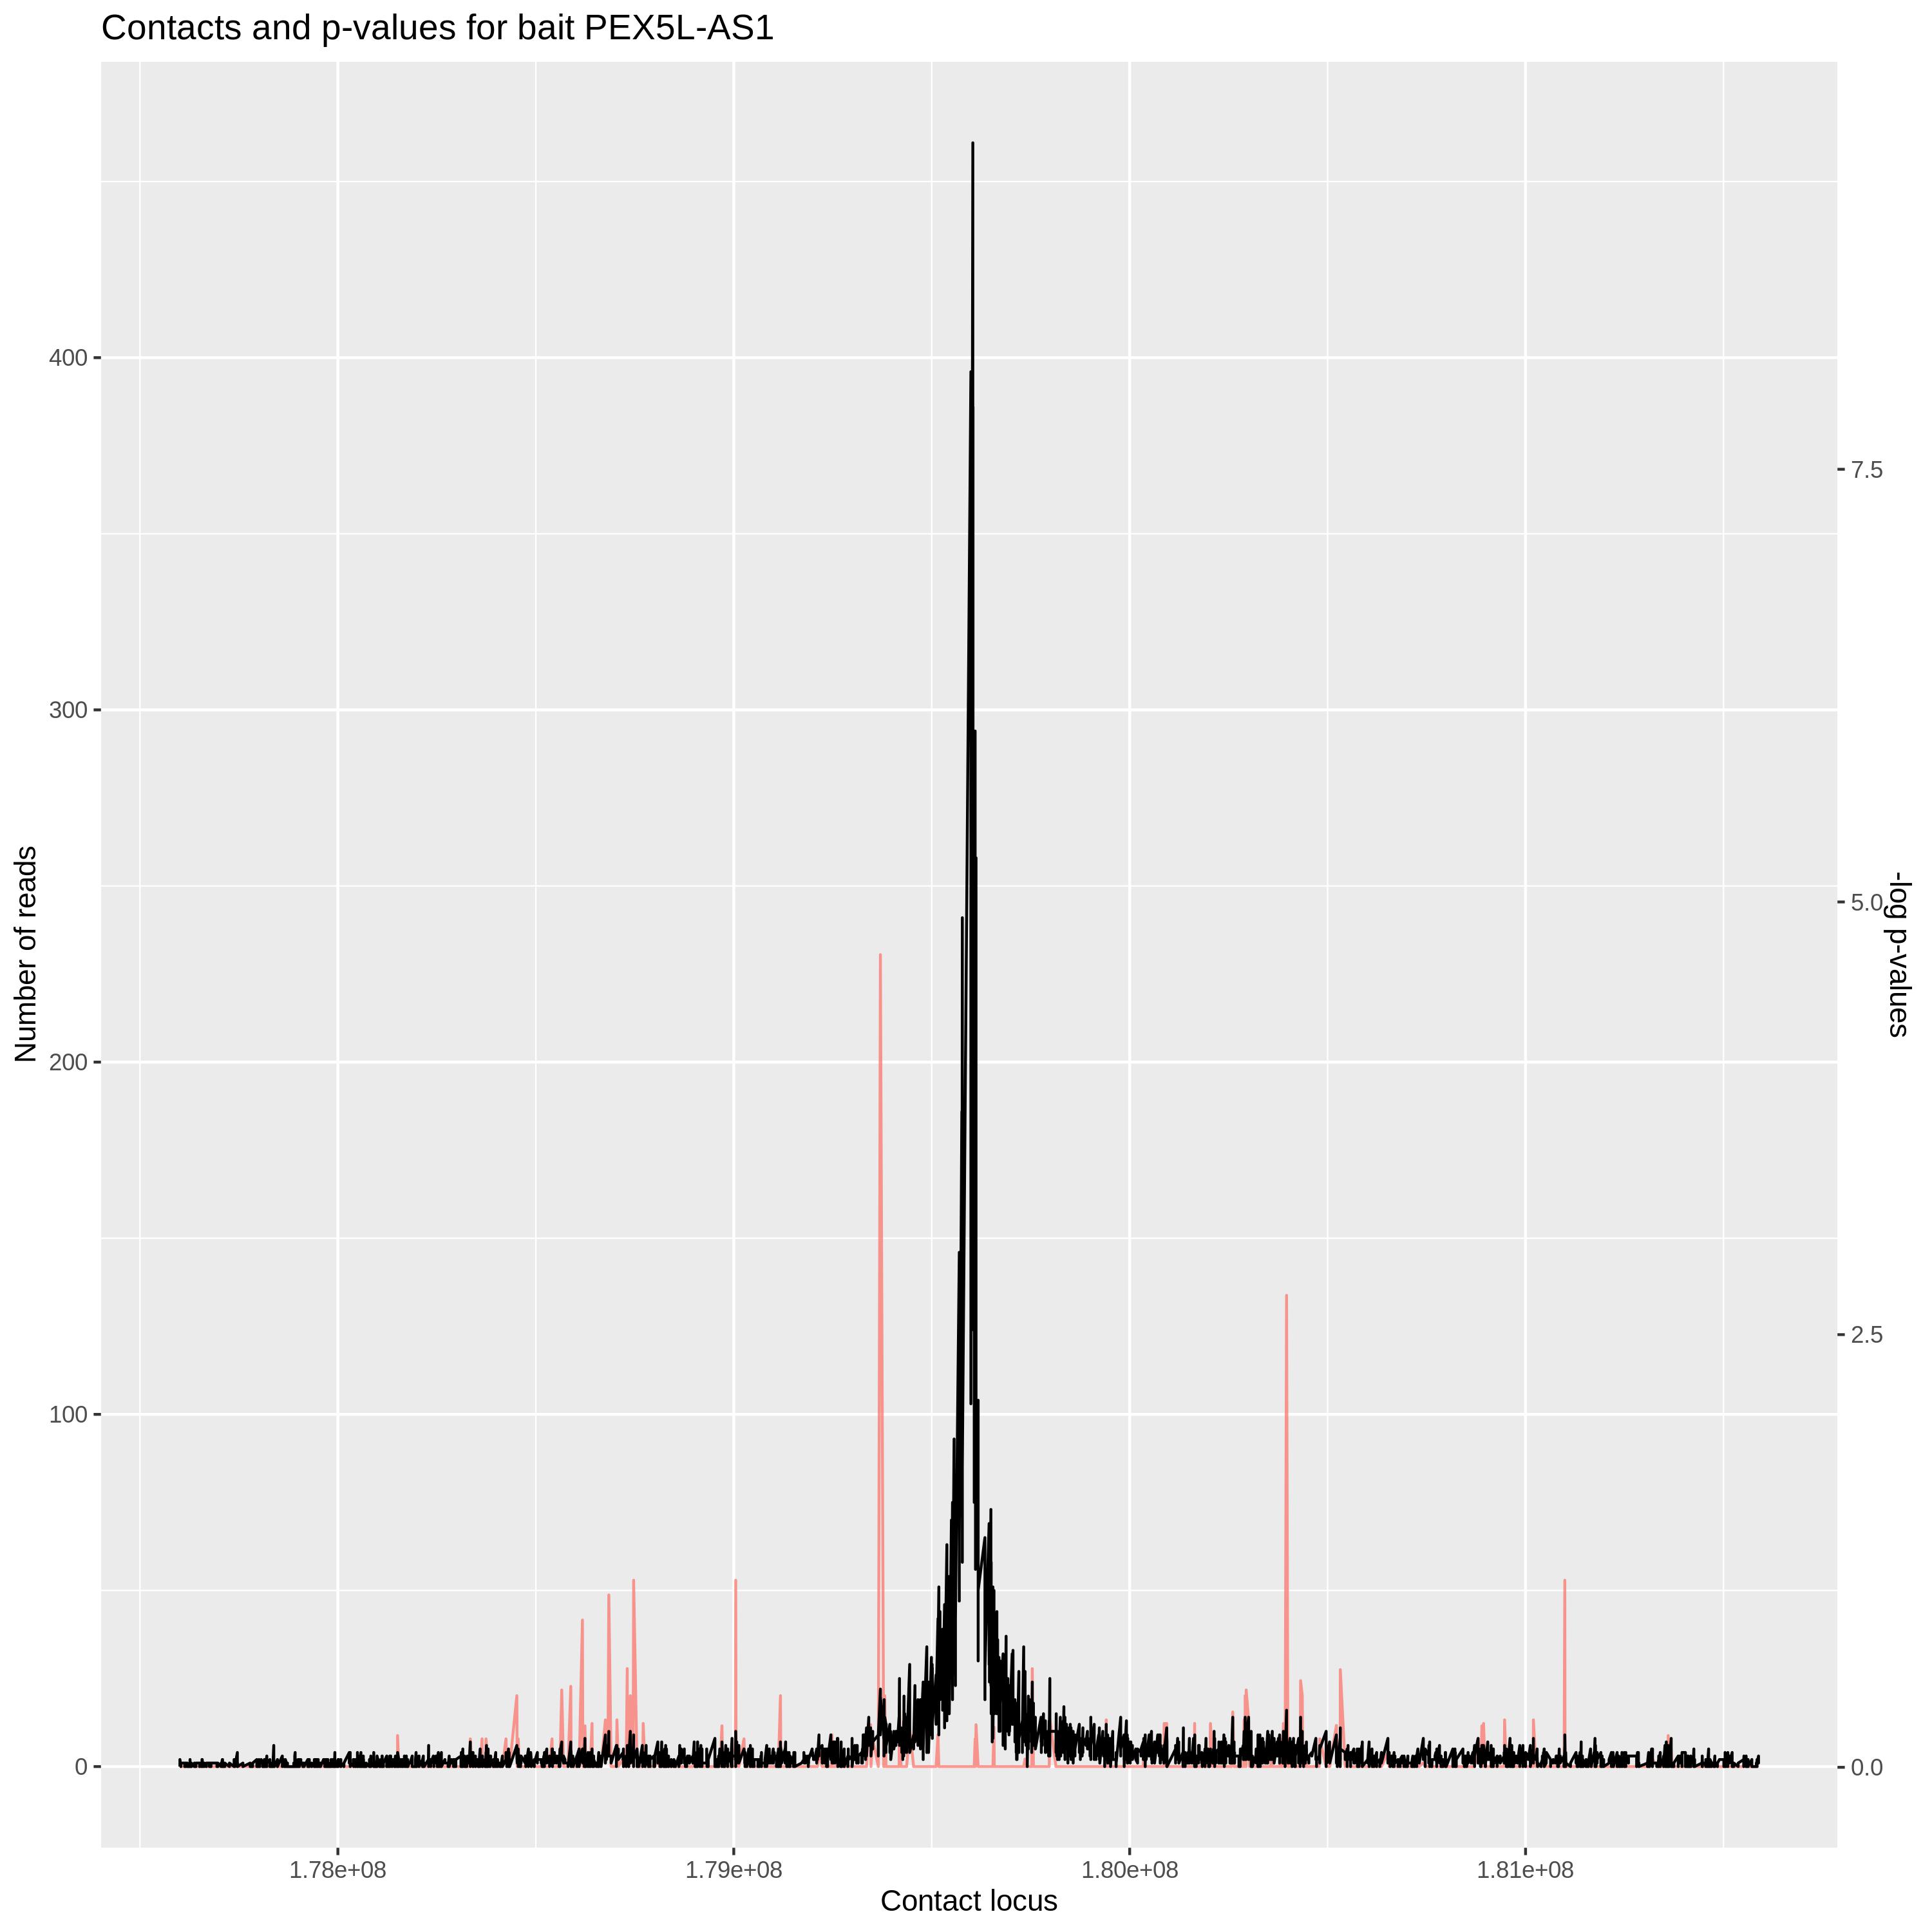 Contacts and p-values for bait PEX5L-AS1
Number of reads
400
300
200
100
0
7.5
5.0
2.5
0.0
-log p-values
1.78e+08
1.79e+08
1.80e+08
1.81e+08
Contact locus